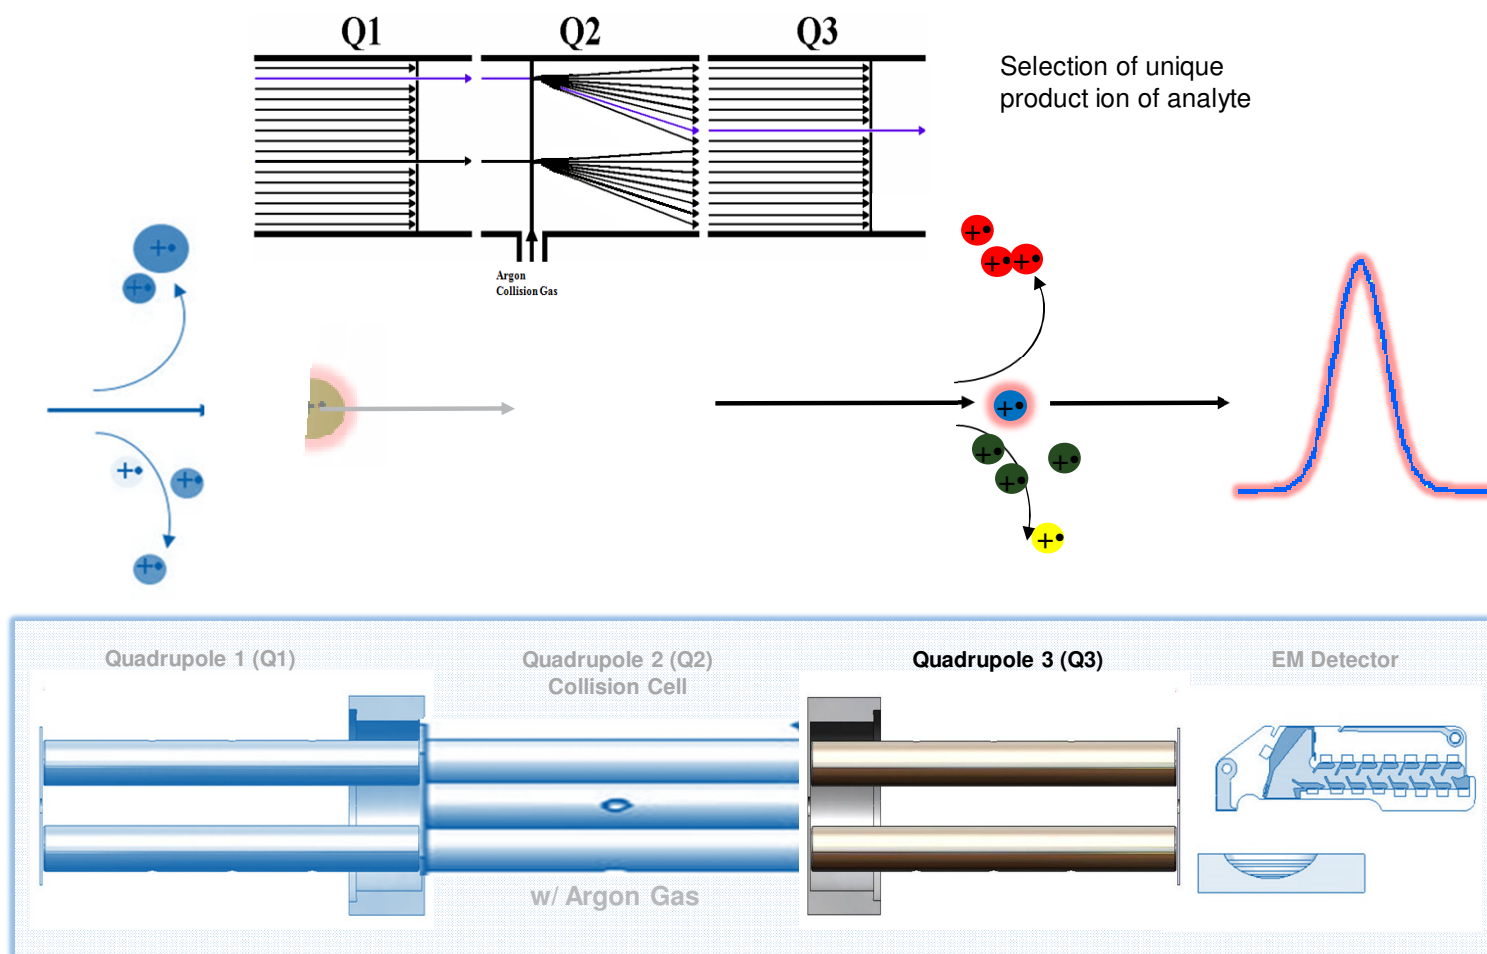 Q1 Q2 Q3
Selection of unique
product ion of analyte
Argon
Collision Gas
Quadrupole 1 (Q1)
Quadrupole 2 (Q2)
Collision Cell
Quadrupole 3 (Q3)
EM Detector
w/ Argon Gas